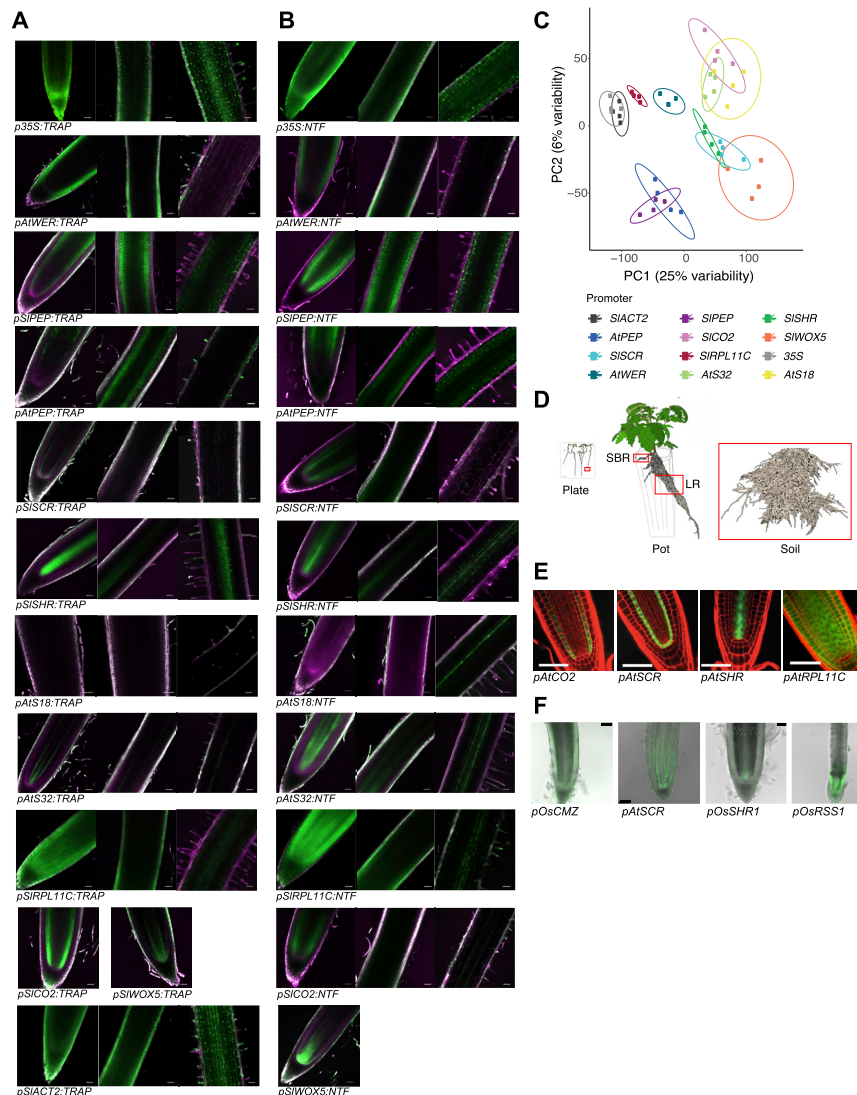 A
B
C
p35S:TRAP
pAtWER:TRAP
pSlPEP:TRAP
pAtPEP:TRAP
pSlSCR:TRAP
pSlSHR:TRAP
pAtS18:TRAP
pAtS32:TRAP
pSlRPL11C:TRAP
pSlCO2:TRAP
pSlWOX5:TRAP
pSlACT2:TRAP
p35S:NTF
pAtWER:NTF
pSlPEP:NTF
pAtPEP:NTF
pSlSCR:NTF
pSlSHR:NTF
pAtS18:NTF
pAtS32:NTF
pSlRPL11C:NTF
pSlCO2:NTF
pSlWOX5:NTF
PC2 (6% variability)
50
0
−50
−100
0
100
PC1 (25% variability)
Promoter
SlACT2
SlPEP
SlSHR
AtPEP
SlCO2
SlWOX5
SlSCR
SlRPL11C
35S
AtWER
AtS32
AtS18
D
SBR
LR
Plate
Pot
Soil
E
pAtCO2
pAtSCR
pAtSHR
pAtRPL11C
F
pOsCMZ
pAtSCR
pOsSHR1
pOsRSS1